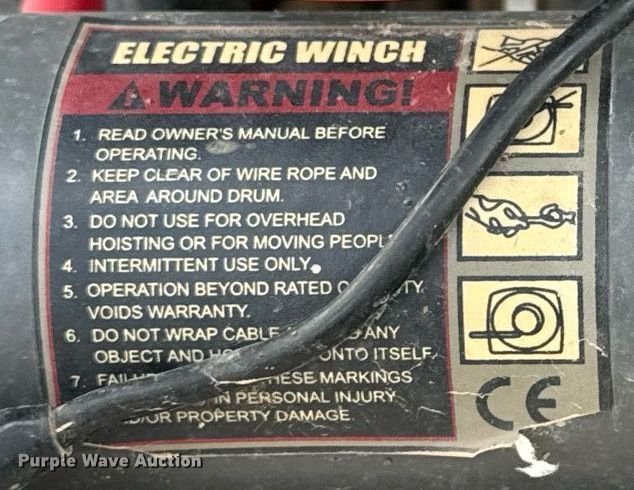 ELECTRIC WINCH
WARNING!
1. READ OWNER'S MANUAL BEFORE
OPERATING.
2. KEEP CLEAR OF WIRE ROPE AND
AREA AROUND DRUM.
3. DO NOT USE FOR OVERHEAD
HOISTING OR FOR MOVING PEOPL
4. INTERMITTENT USE ONLY.
5. OPERATION BEYOND RATED
VOIDS WARRANTY.
6. DO NOT WRAP CABLE ANY
OBJECT AND ONTO ITSELF.
7. THESE MARKINGS
IN PERSONAL INJURY
OR PROPERTY DAMAGE.
CE
Purple Wave Auction